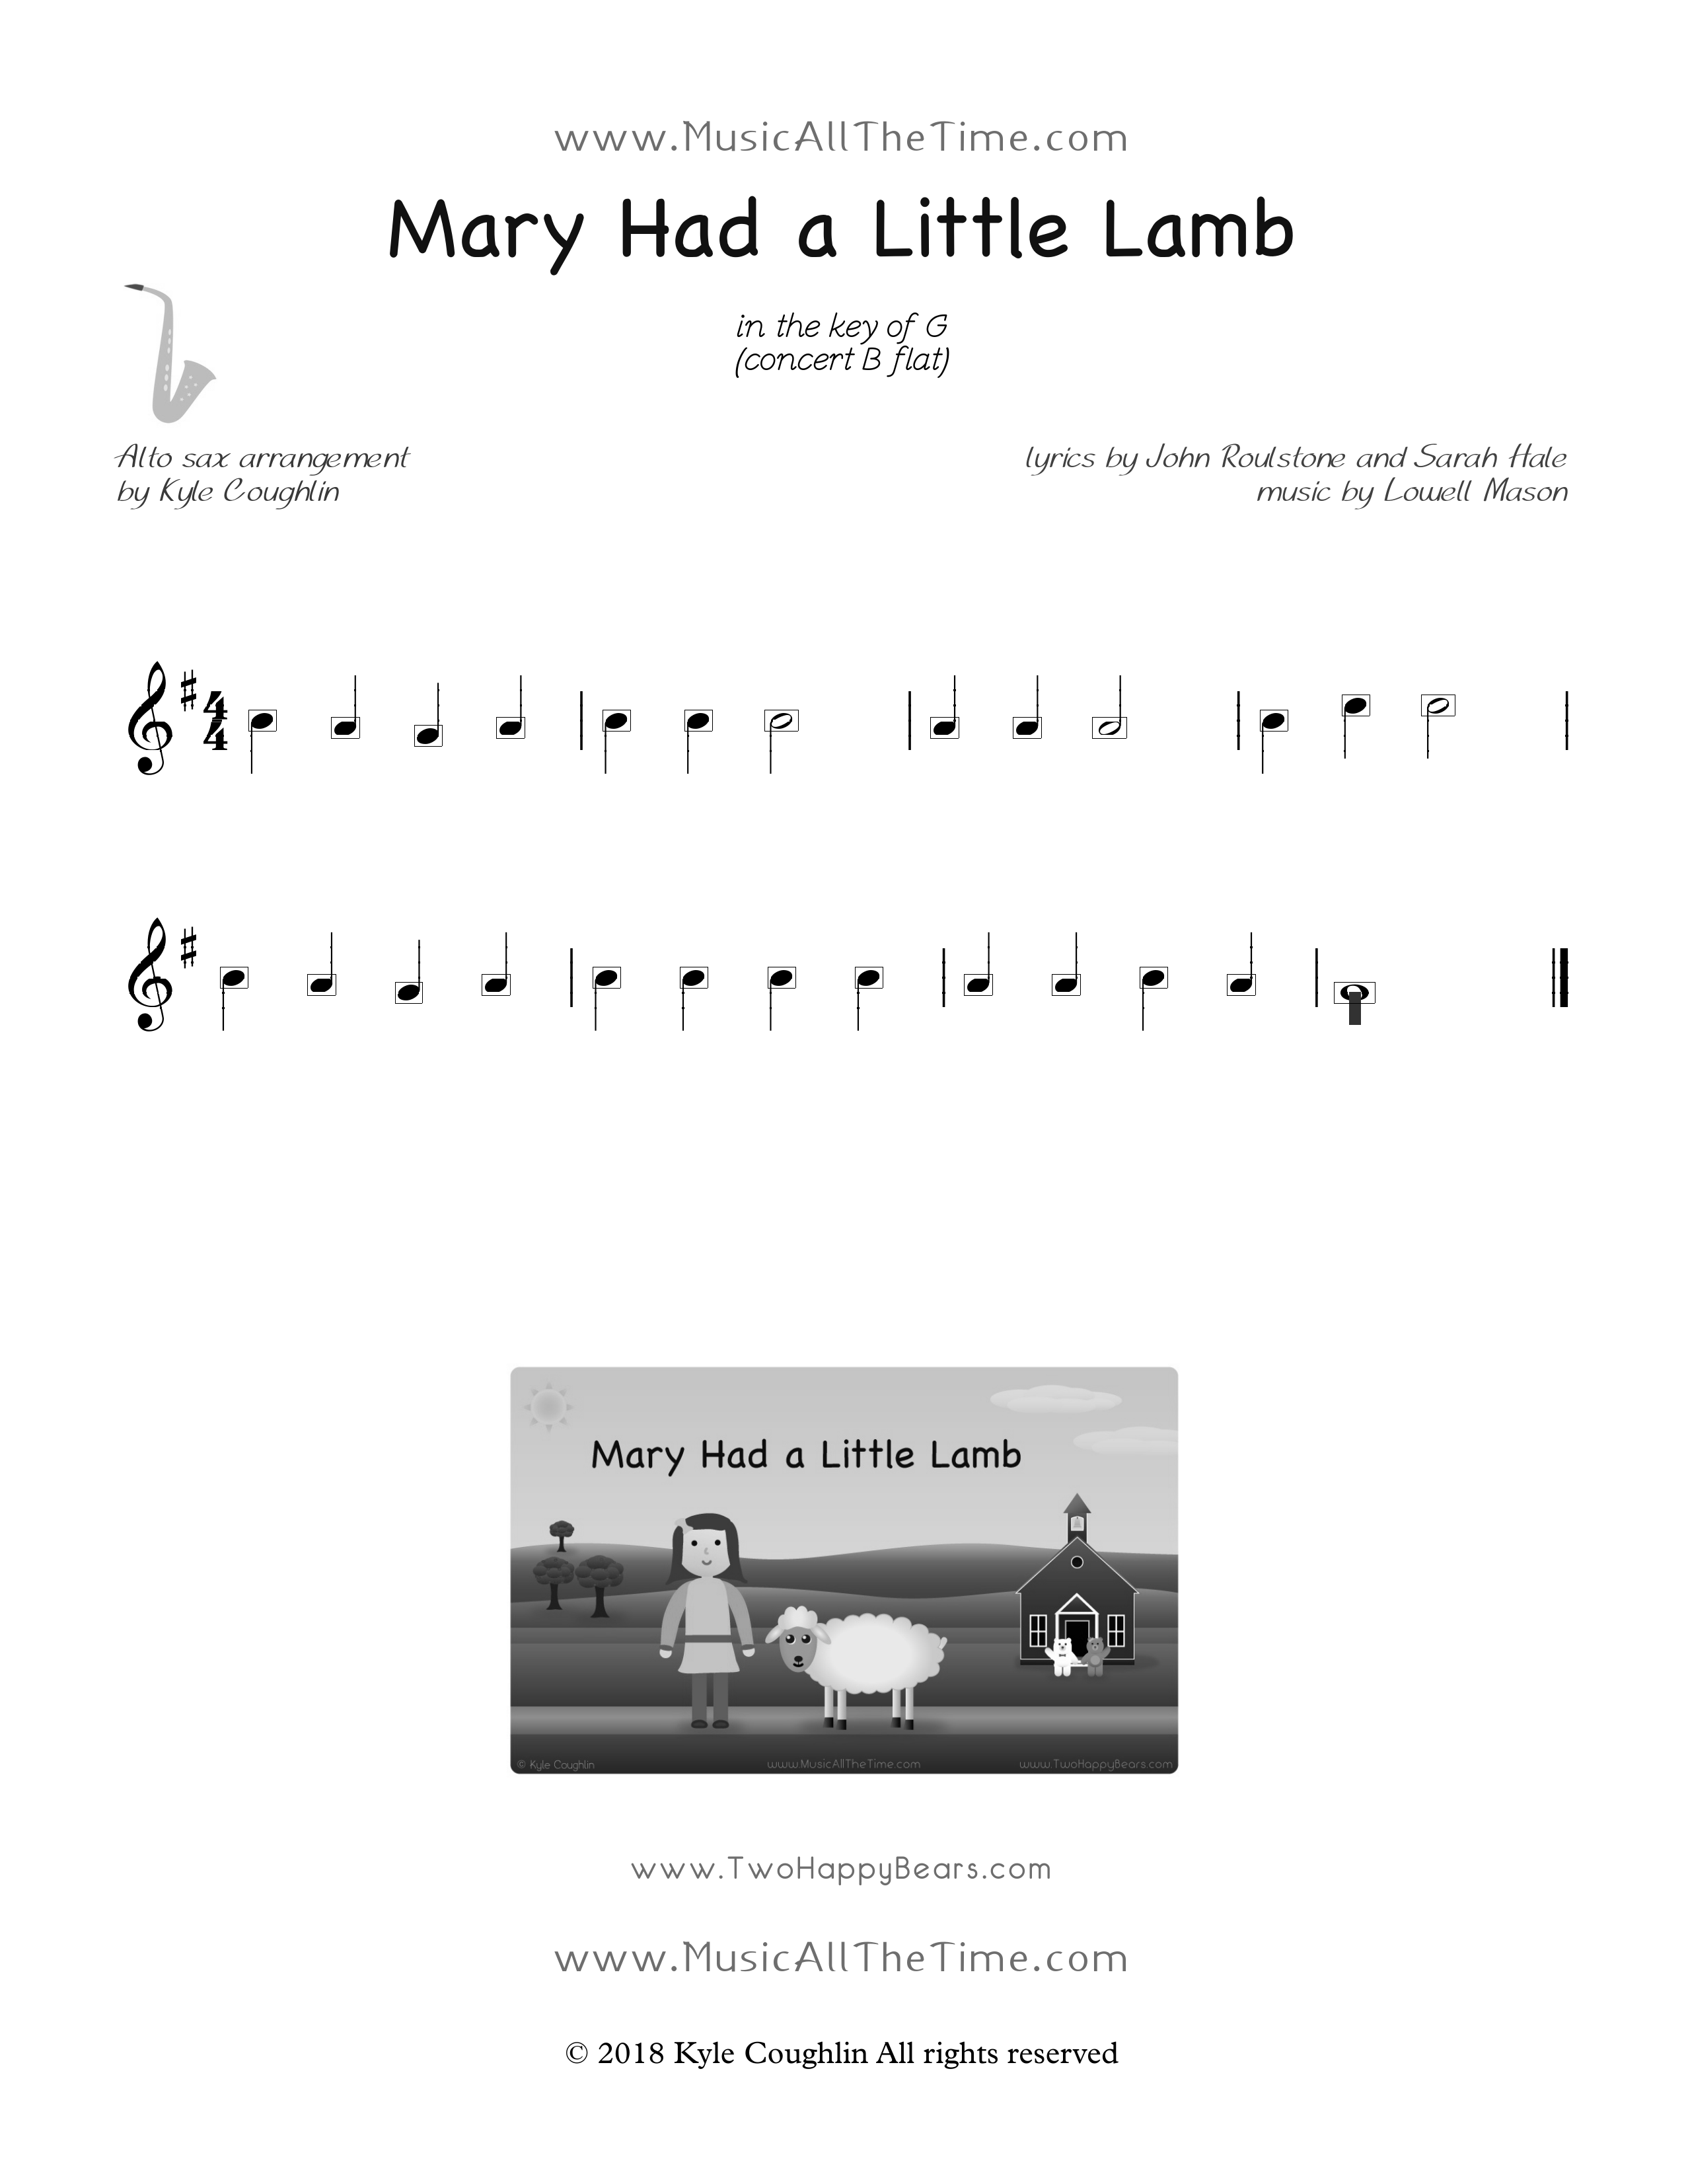 www.MusicAllTheTime.com
Mary Had a Little Lamb
in the key of G
(concert B flat)
Alto sax arrangement
by Kyle Coughlin
lyrics by John Roulstone and Sarah Hale
music by Lowell Mason
4
4
Mary Had a Little Lamb
© Kyle Coughlin
www.MusicAllTheTime.com
www.TwoHappyBears.com
www.TwoHappyBears.com
www.MusicAllTheTime.com
© 2018 Kyle Coughlin All rights reserved